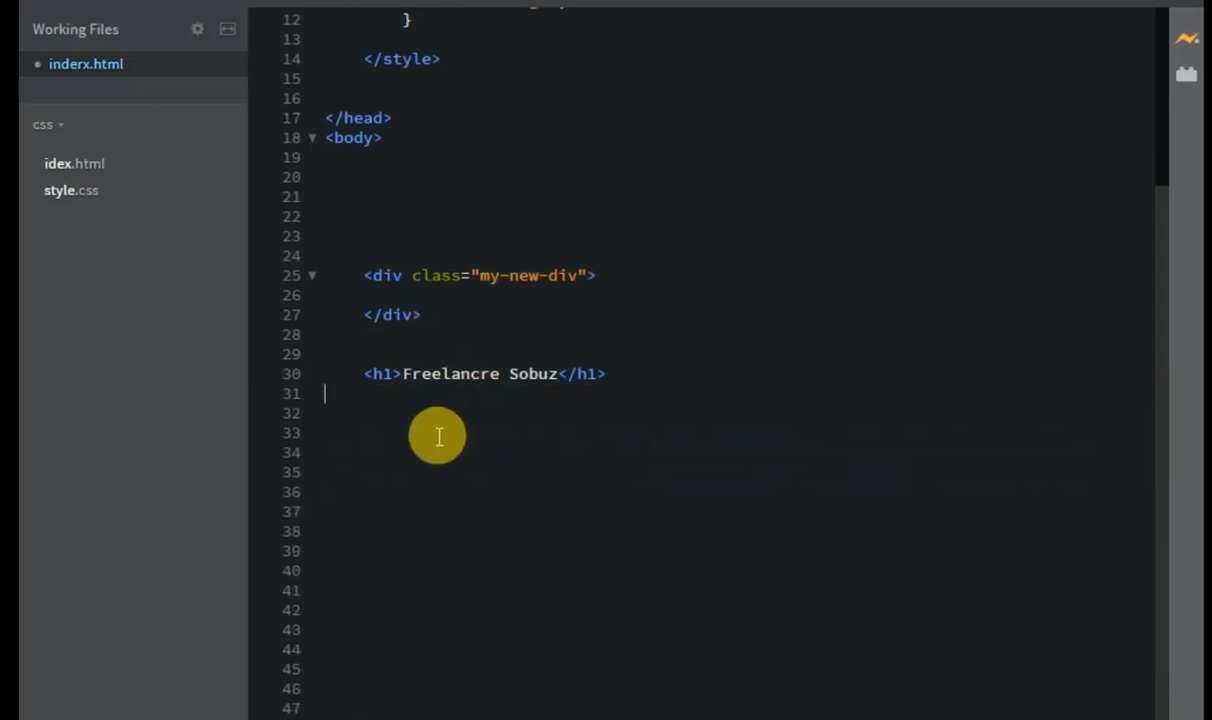 Working Files
inderx.html
css
idex.html
style.css
12 }
13
14 </style>
15
16
17 </head>
18 <body>
19
20
21
22
23
24
25 <div class="my-new-div">
26
27 </div>
28
29
30 <h1>Freelancre Sobuz</h1>
31
32
33
34
35
36
37
38
39
40
41
42
43
44
45
46
47